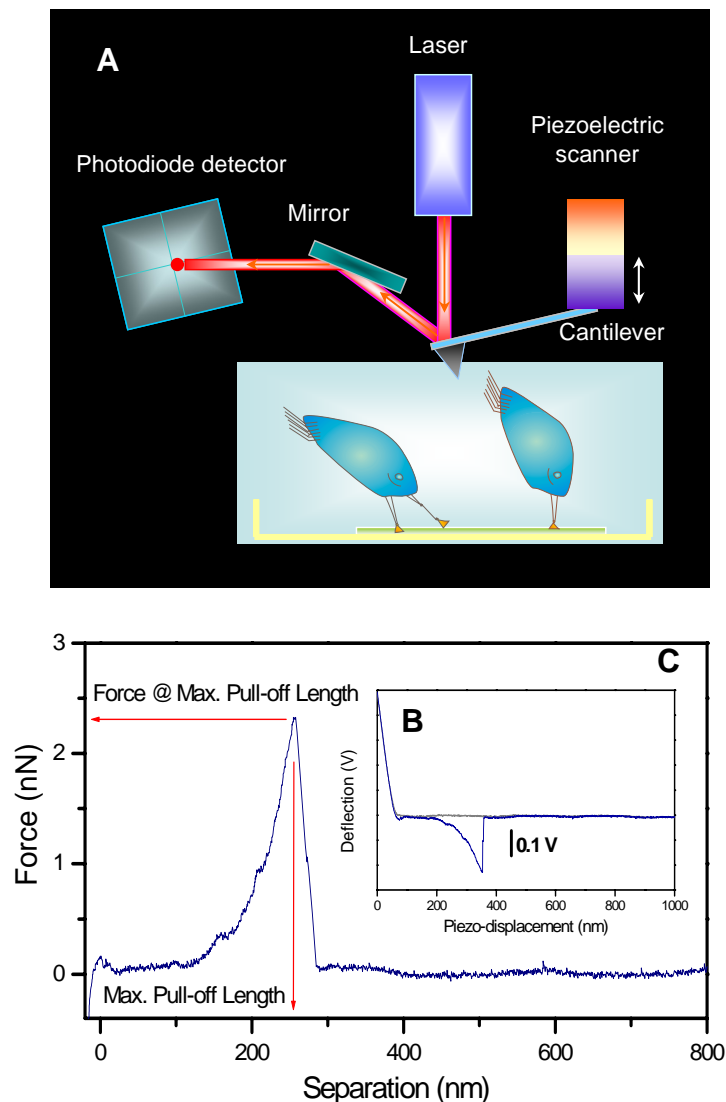 A
Laser
Piezoelectric
scanner
Photodiode detector
Mirror
Cantilever
3
C
Force @ Max. Pull-off Length
B
2
Deflection (V)
0.1 V
Force (nN)
1
0 200 400 600 800 1000
Piezo-displacement (nm)
0
Max. Pull-off Length
0 200 400 600 800
Separation (nm)